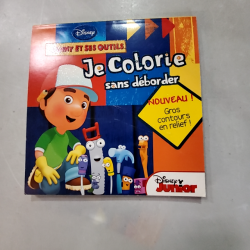 Disney
MANNY ET SES OUTILS
Je Colorie
sans déborder
NOUVEAU !
Gros
contours
en relief !
Disney
Junior